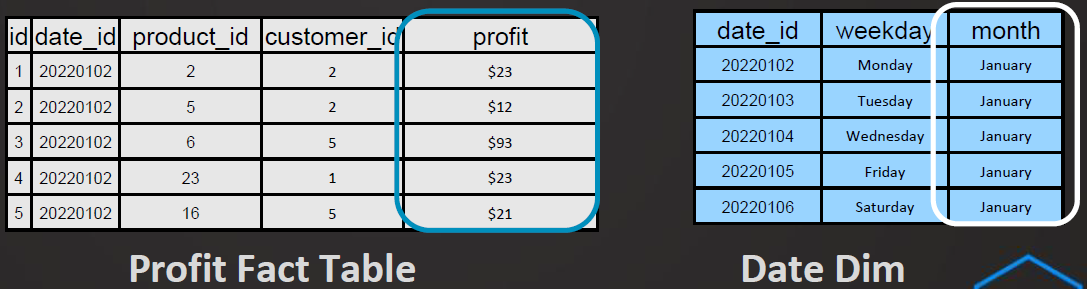 id date_id product_id customer_id profit
1 20220102 2 2 $23
2 20220102 5 2 $12
3 20220102 6 5 $93
4 20220102 23 1 $23
5 20220102 16 5 $21
Profit Fact Table
date_id weekday month
20220102 Monday January
20220103 Tuesday January
20220104 Wednesday January
20220105 Friday January
20220106 Saturday January
Date Dim